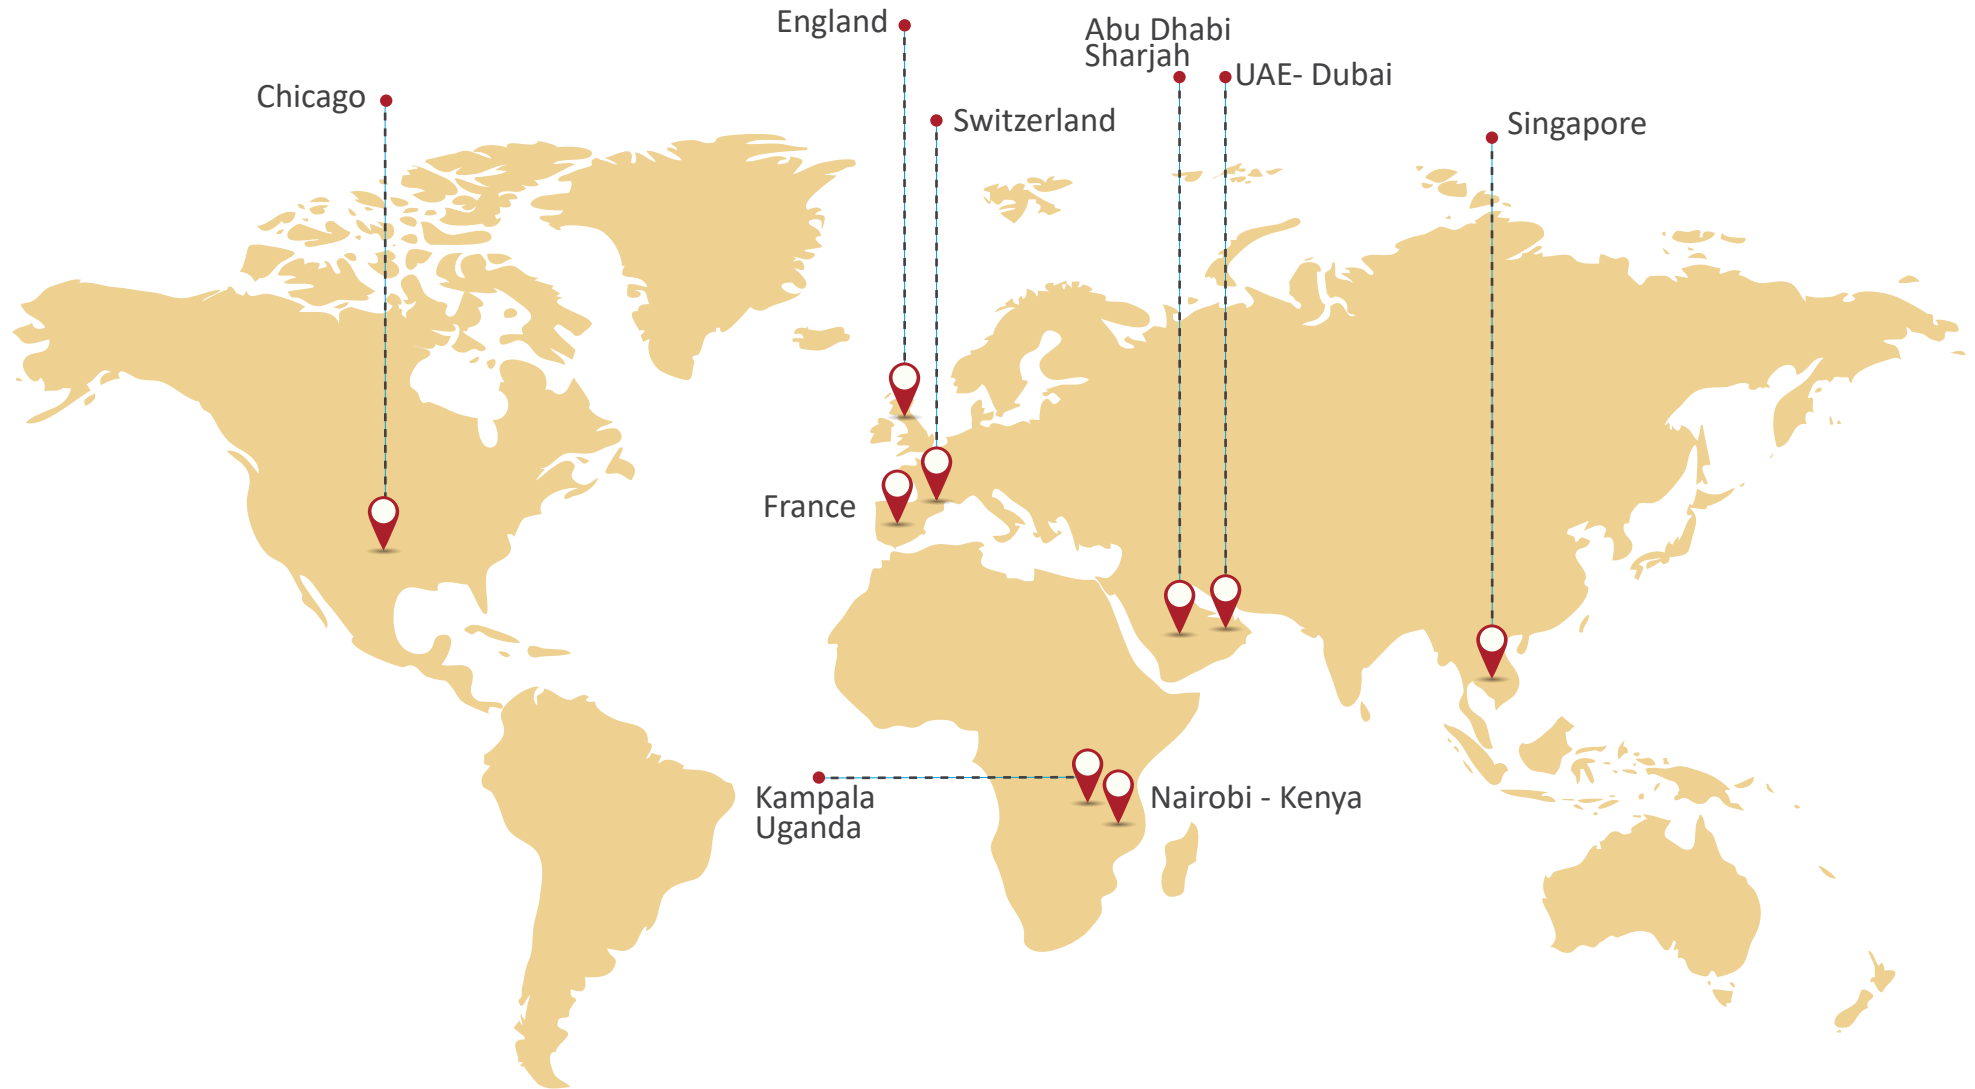 England
Abu Dhabi
Sharjah
UAE- Dubai
Chicago
Switzerland
Singapore
France
Kampala
Uganda
Nairobi - Kenya